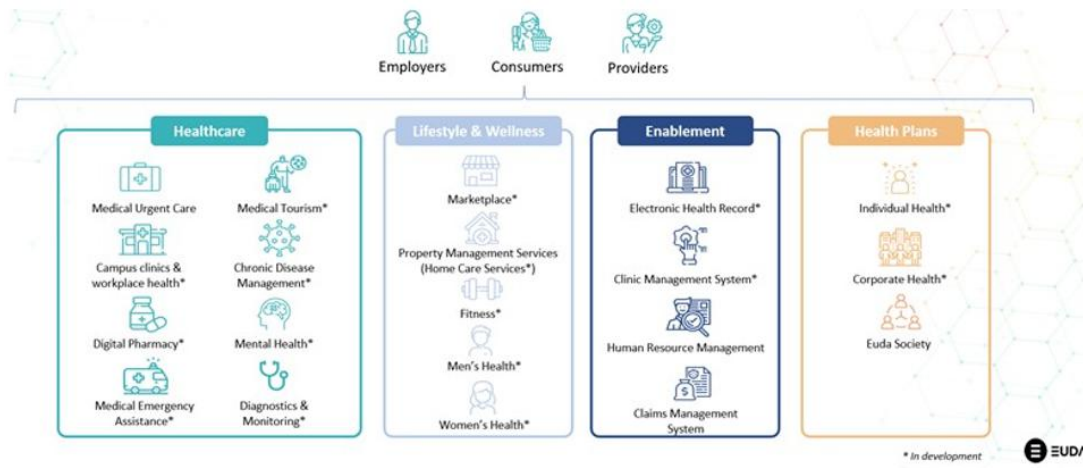 Employers
Consumers
Providers
Healthcare
Medical Urgent Care
Medical Tourism*
Campus clinics &
workplace health*
Chronic Disease
Management*
Digital Pharmacy*
Mental Health*
Medical Emergency
Assistance*
Diagnostics &
Monitoring*
Lifestyle & Wellness
Marketplace*
Property Management Services
(Home Care Services*)
Fitness*
Men's Health*
Women's Health*
Enablement
Electronic Health Record*
Clinic Management System*
Human Resource Management
Claims Management
System
Health Plans
Individual Health*
Corporate Health*
Euda Society
* In development
EUDA